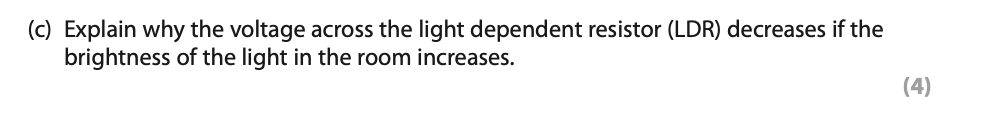 (c) Explain why the voltage across the light dependent resistor (LDR) decreases if the
brightness of the light in the room increases.
(4)